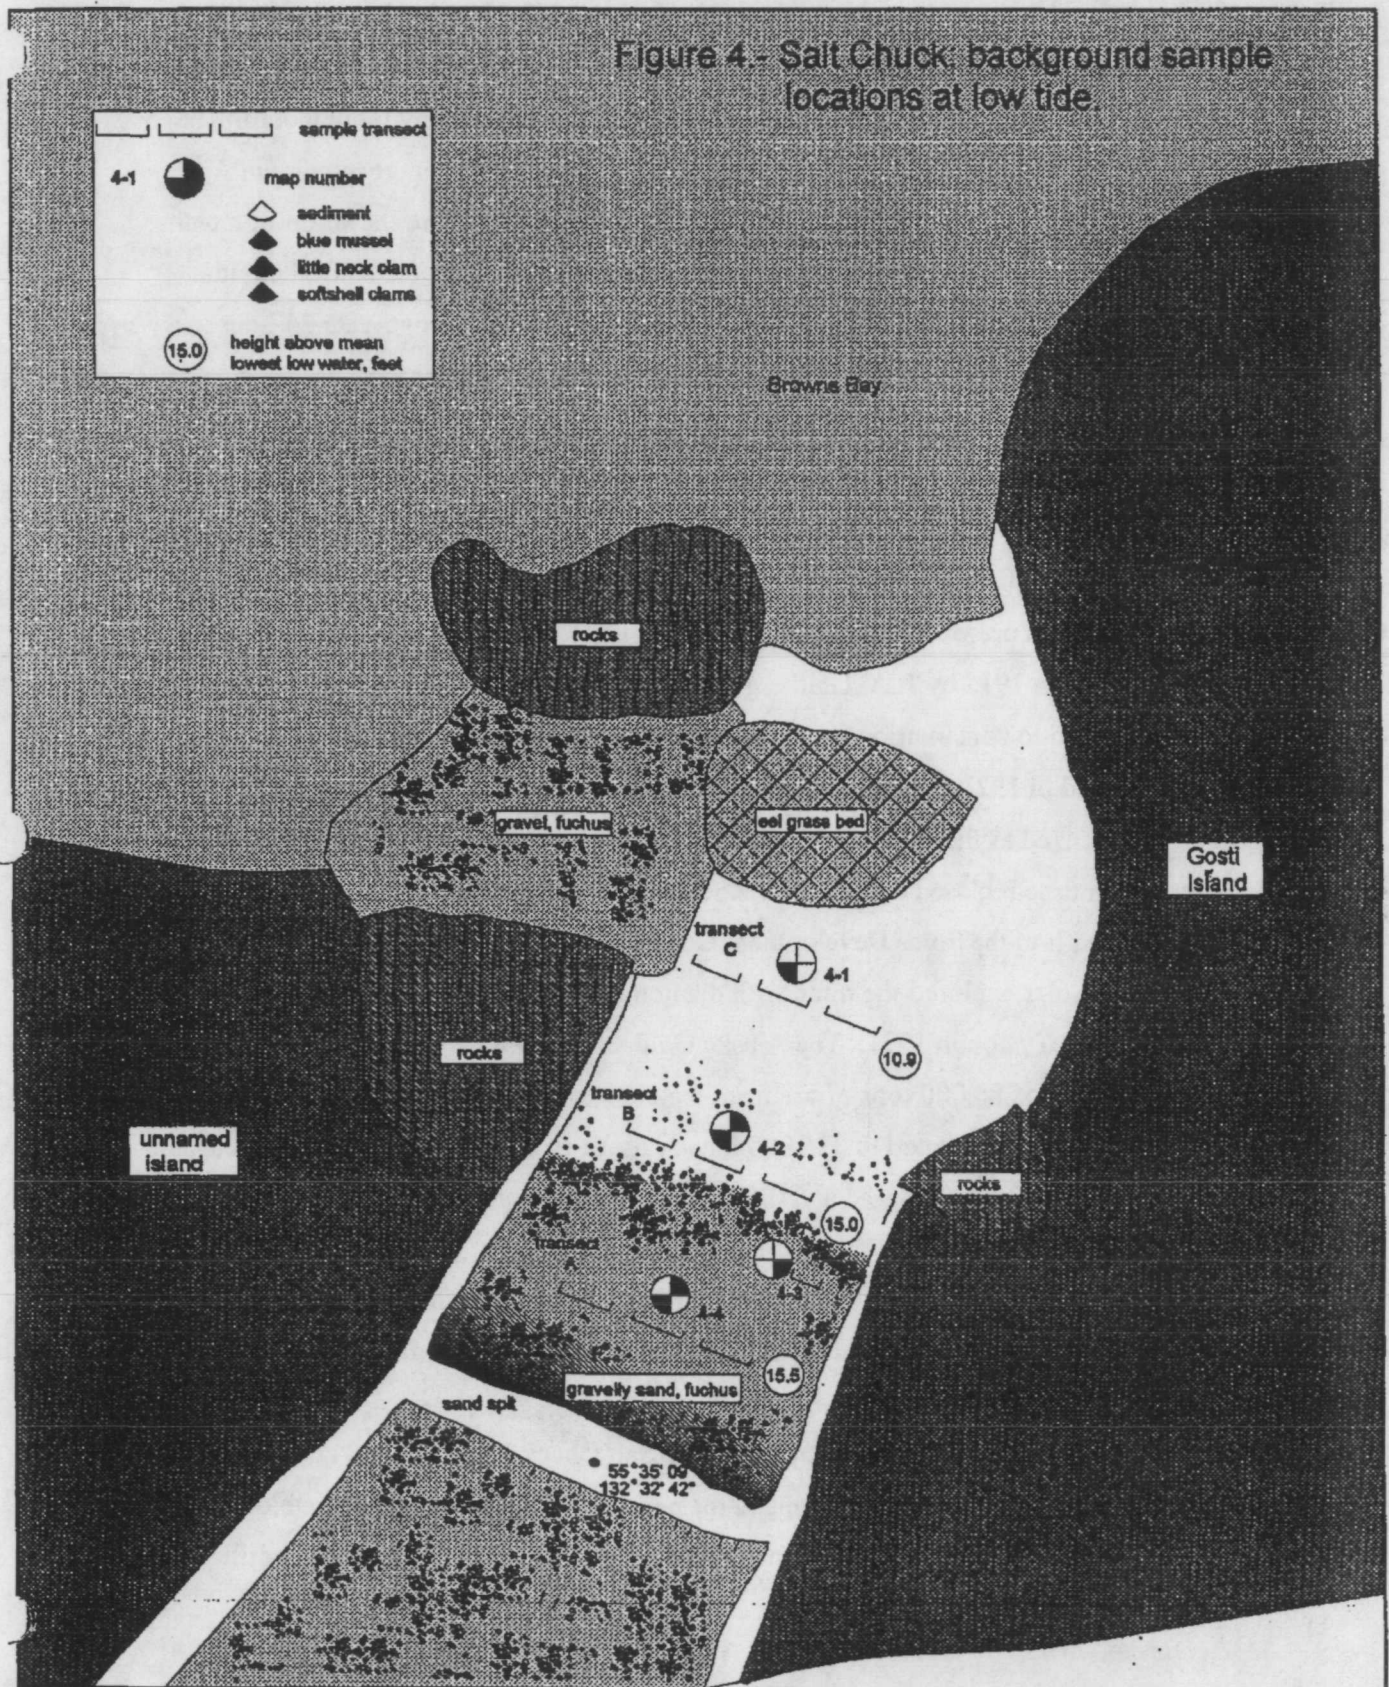 Figure 4.- Salt Chuck: background sample
locations at low tide.
sample transect
4-1
map number
sediment
blue mussel
little neck clam
softshell clams
15.0
height above mean
lowest low water, feet
Browns Bay
rocks
gravel, fuchus
eel grass bed
Gosti
Island
transect
C
4-1
rocks
10.9
transect
B
4-2
unnamed
island
rocks
15.0
transect
A
4-3
4-4
15.5
gravelly sand, fuchus
sand spit
55° 35' 09"
132° 32' 42"